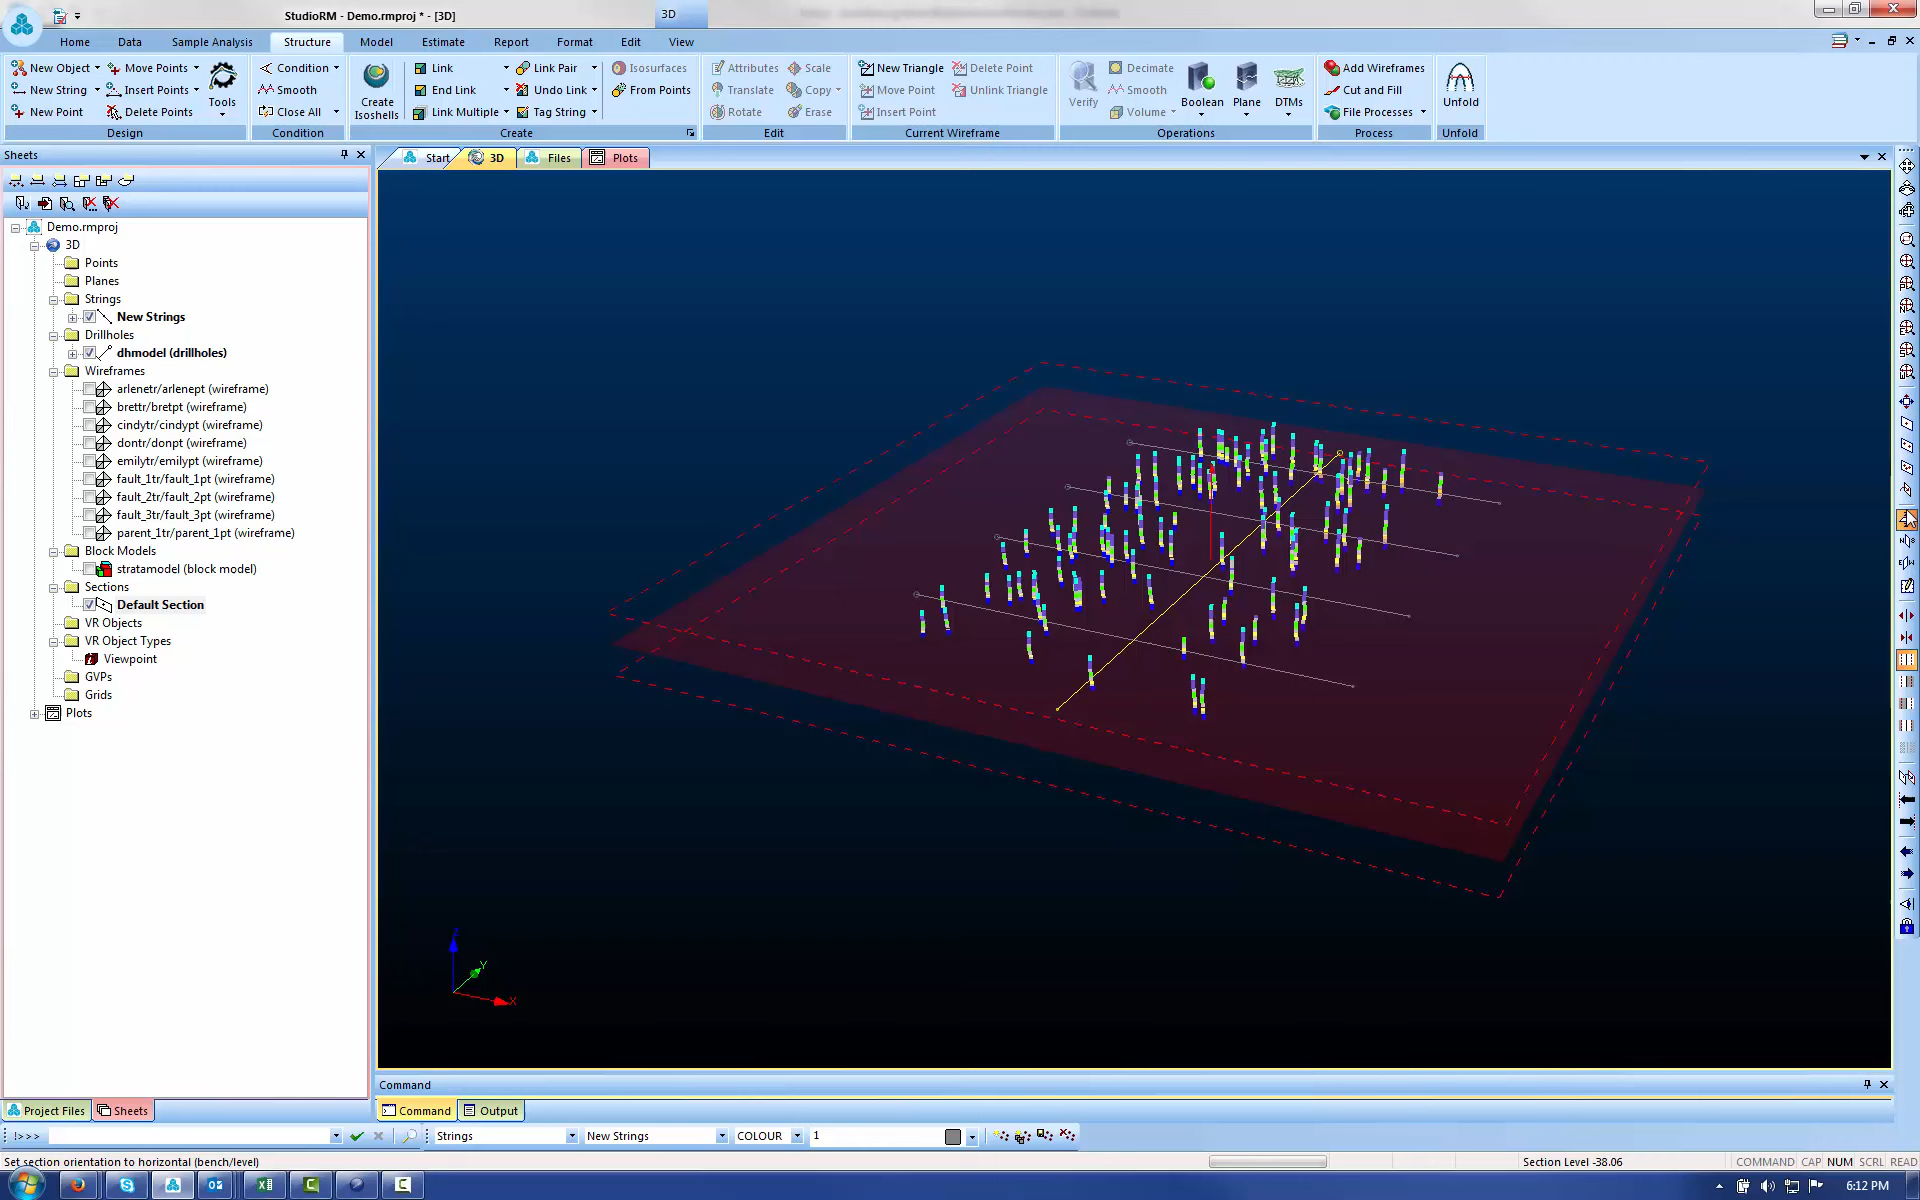 StudioRM - Demo.rmproj * - [3D]
3D
Home Data Sample Analysis Structure Model Estimate Report Format Edit View
New Object Move Points Condition Link Link Pair Isosurfaces Attributes Scale New Triangle Delete Point Decimate Add Wireframes
New String Insert Points Tools Smooth Create Isoshells End Link Undo Link From Points Translate Copy Move Point Unlink Triangle Verify Smooth Boolean Plane DTMs Cut and Fill Unfold
New Point Delete Points Close All Link Multiple Tag String Rotate Erase Insert Point Volume File Processes
Design Condition Create Edit Current Wireframe Operations Process Unfold
Sheets
Start 3D Files Plots
Demo.rmproj
3D
Points
Planes
Strings
New Strings
Drillholes
dhmodel (drillholes)
Wireframes
arlenetr/arlenept (wireframe)
brettr/bretpt (wireframe)
cindytr/cindypt (wireframe)
dontr/donpt (wireframe)
emilytr/emilypt (wireframe)
fault_1tr/fault_1pt (wireframe)
fault_2tr/fault_2pt (wireframe)
fault_3tr/fault_3pt (wireframe)
parent_1tr/parent_1pt (wireframe)
Block Models
stratamodel (block model)
Sections
Default Section
VR Objects
VR Object Types
Viewpoint
GVPs
Grids
Plots
Z
Y
X
Command
Project Files Sheets Command Output
!>>> Strings New Strings COLOUR 1
Set section orientation to horizontal (bench/level) Section Level -38.06 COMMAND CAP NUM SCRL READ
6:12 PM